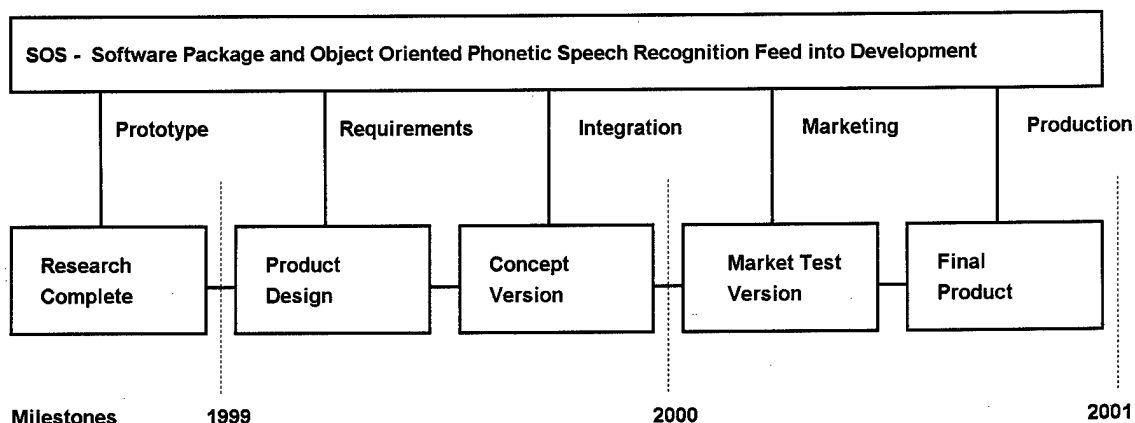 SOS - Software Package and Object Oriented Phonetic Speech Recognition Feed into Development
Prototype
Requirements
Integration
Marketing
Production
Research
Complete
Product
Design
Concept
Version
Market Test
Version
Final
Product
Milestones
1999
2000
2001